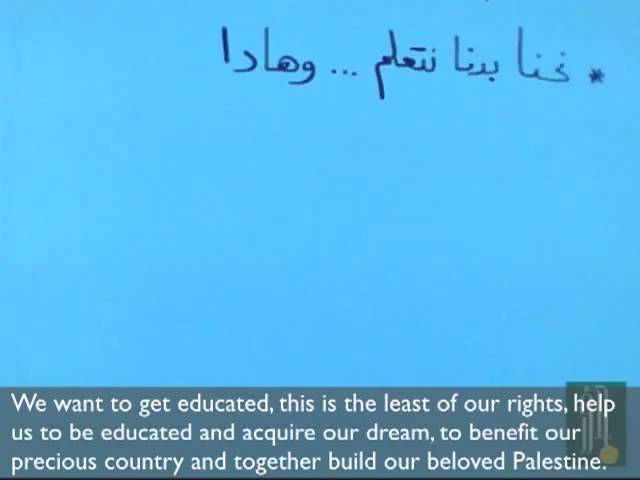 * نحنا بدنا نتعلم ... وهادا
We want to get educated, this is the least of our rights, help
us to be educated and acquire our dream, to benefit our
precious country and together build our beloved Palestine.